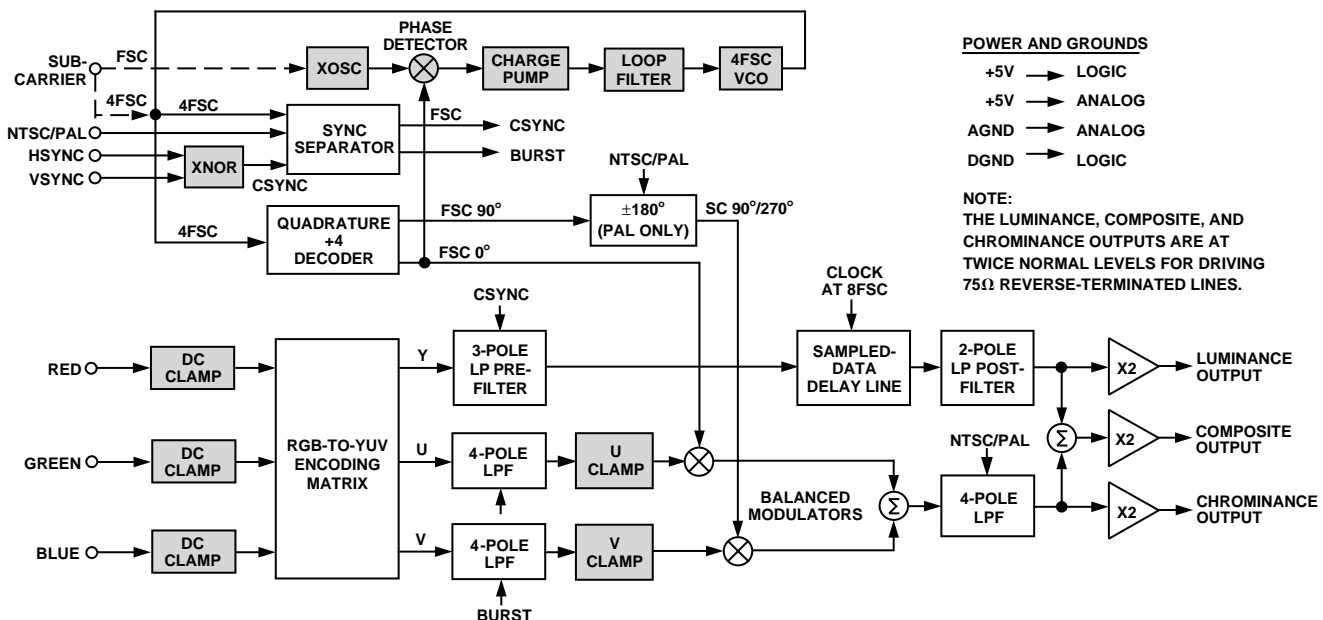 SUB-
CARRIER
FSC
4FSC
XOSC
PHASE
DETECTOR
CHARGE
PUMP
LOOP
FILTER
4FSC
VCO
POWER AND GROUNDS
+5V
LOGIC
+5V
ANALOG
AGND
ANALOG
DGND
LOGIC
NOTE:
THE LUMINANCE, COMPOSITE, AND
CHROMINANCE OUTPUTS ARE AT
TWICE NORMAL LEVELS FOR DRIVING
75Ω REVERSE-TERMINATED LINES.
4FSC
NTSC/PAL
HSYNC
VSYNC
XNOR
CSYNC
SYNC
SEPARATOR
FSC
CSYNC
BURST
4FSC
QUADRATURE
+4
DECODER
FSC 90°
FSC 0°
NTSC/PAL
±180°
(PAL ONLY)
SC 90°/270°
CSYNC
CLOCK
AT 8FSC
RED
DC
CLAMP
GREEN
DC
CLAMP
BLUE
DC
CLAMP
RGB-TO-YUV
ENCODING
MATRIX
Y
3-POLE
LP PRE-
FILTER
SAMPLED-
DATA
DELAY LINE
2-POLE
LP POST-
FILTER
X2
LUMINANCE
OUTPUT
U
4-POLE
LPF
U
CLAMP
Σ
X2
COMPOSITE
OUTPUT
V
4-POLE
LPF
V
CLAMP
BURST
BALANCED
MODULATORS
Σ
NTSC/PAL
4-POLE
LPF
X2
CHROMINANCE
OUTPUT